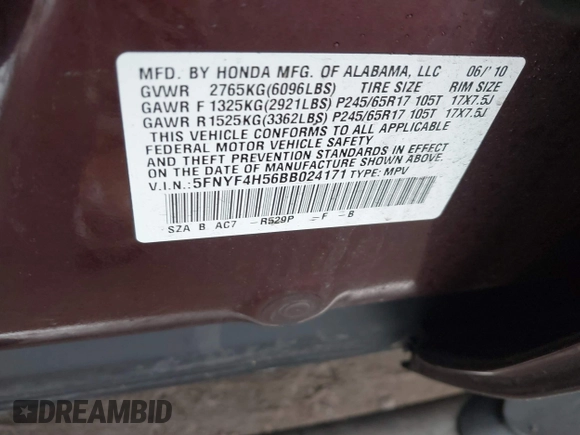 MFD. BY HONDA MFG. OF ALABAMA, LLC 06/'10
GVWR 2765KG(6096LBS) TIRE SIZE RIM SIZE
GAWR F 1325KG(2921LBS) P245/65R17 105T 17X7.5J
GAWR R 1525KG(3362LBS) P245/65R17 105T 17X7.5J
THIS VEHICLE CONFORMS TO ALL APPLICABLE
FEDERAL MOTOR VEHICLE SAFETY
AND THEFT PREVENTION STANDARDS IN EFFECT
ON THE DATE OF MANUFACTURE SHOWN ABOVE.
V.I.N.: 5FNYF4H56BB024171 TYPE: MPV
SZA B AC7 -R529P -F -B
DREAMBID